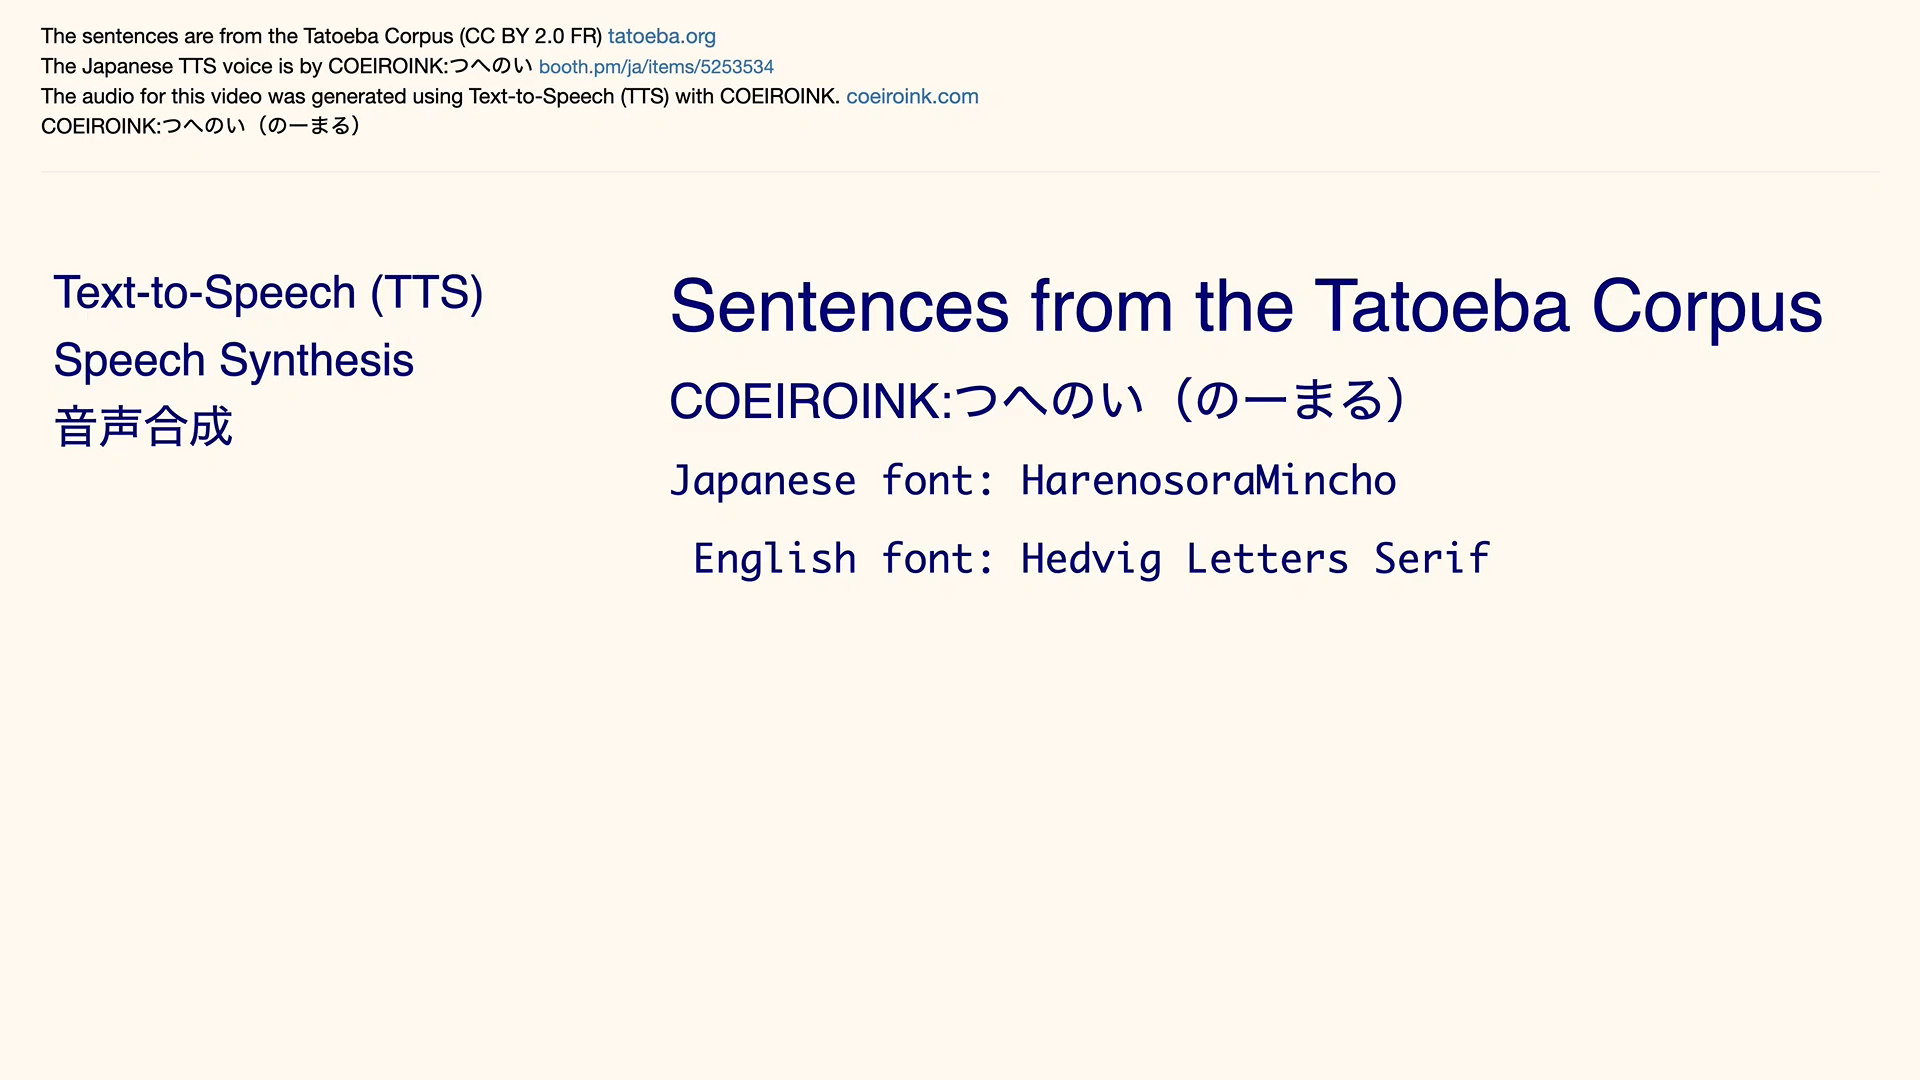 The sentences are from the Tatoeba Corpus (CC BY 2.0 FR) tatoeba.org
The Japanese TTS voice is by COEIROINK:つへのい booth.pm/ja/items/5253534
The audio for this video was generated using Text-to-Speech (TTS) with COEIROINK. coeiroink.com
COEIROINK:つへのい（のーまる）
Text-to-Speech (TTS)
Speech Synthesis
音声合成
Sentences from the Tatoeba Corpus
COEIROINK:つへのい（のーまる）
Japanese font: HarenosoraMincho
English font: Hedvig Letters Serif